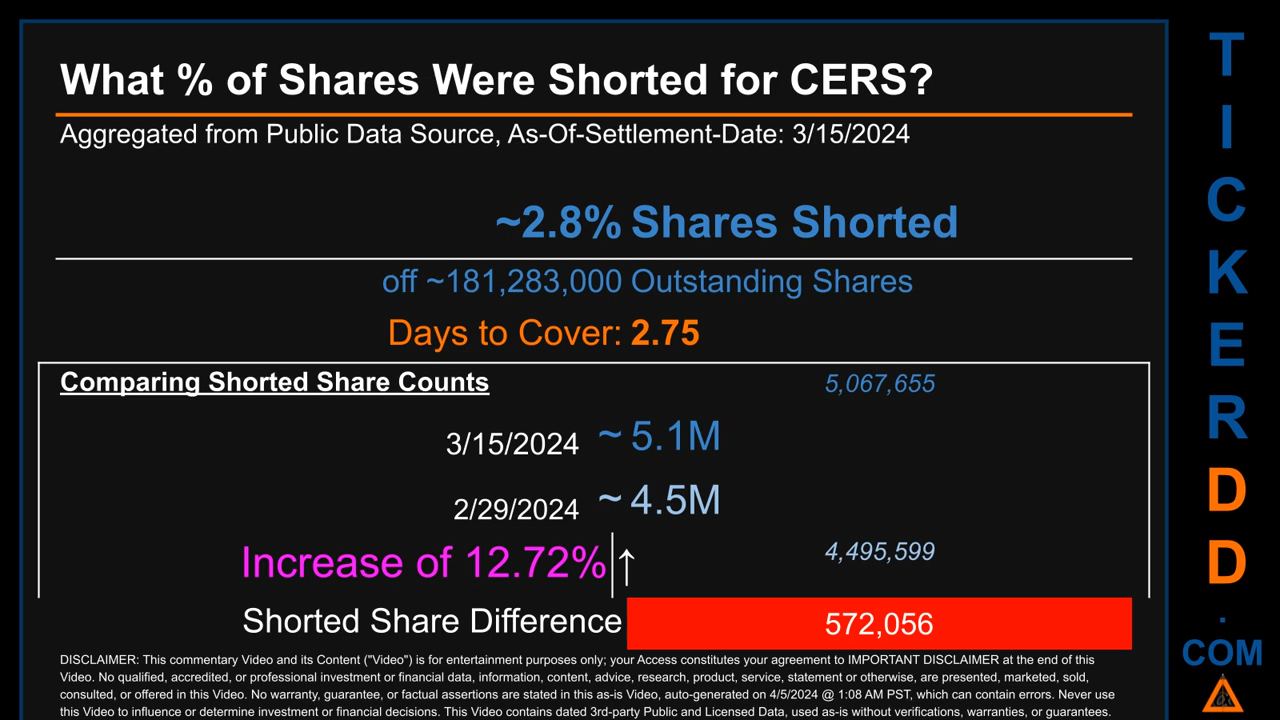 What % of Shares Were Shorted for CERS?
Aggregated from Public Data Source, As-Of-Settlement-Date: 3/15/2024
~2.8% Shares Shorted
off ~181,283,000 Outstanding Shares
Days to Cover: 2.75
Comparing Shorted Share Counts 5,067,655
3/15/2024 ~ 5.1M
2/29/2024 ~ 4.5M
Increase of 12.72% ↑ 4,495,599
Shorted Share Difference 572,056
DISCLAIMER: This commentary Video and its Content ("Video") is for entertainment purposes only; your Access constitutes your agreement to IMPORTANT DISCLAIMER at the end of this
Video. No qualified, accredited, or professional investment or financial data, information, content, advice, research, product, service, statement or otherwise, are presented, marketed, sold,
consulted, or offered in this Video. No warranty, guarantee, or factual assertions are stated in this as-is Video, auto-generated on 4/5/2024 @ 1:08 AM PST, which can contain errors. Never use
this Video to influence or determine investment or financial decisions. This Video contains dated 3rd-party Public and Licensed Data, used as-is without verifications, warranties, or guarantees.
T
I
C
K
E
R
D
D
.
COM